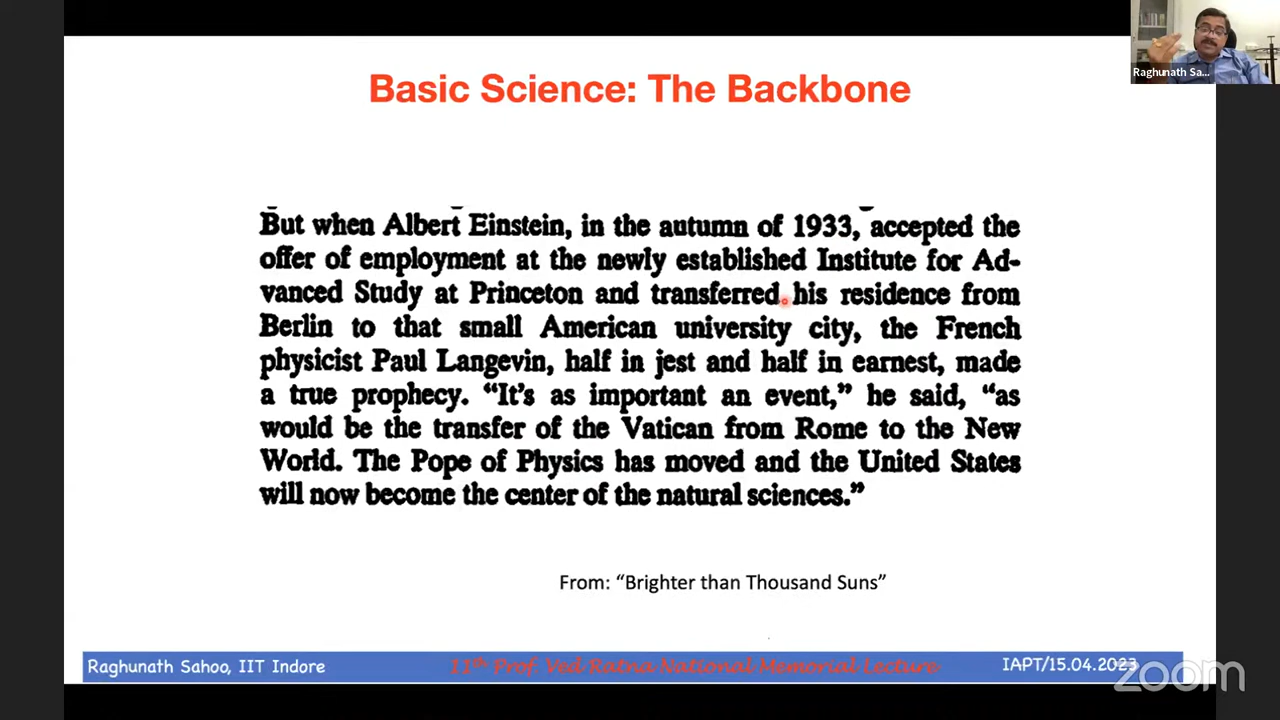 Raghunath Sa...
Basic Science: The Backbone
But when Albert Einstein, in the autumn of 1933, accepted the
offer of employment at the newly established Institute for Ad-
vanced Study at Princeton and transferred his residence from
Berlin to that small American university city, the French
physicist Paul Langevin, half in jest and half in earnest, made
a true prophecy. “It’s as important an event,” he said, “as
would be the transfer of the Vatican from Rome to the New
World. The Pope of Physics has moved and the United States
will now become the center of the natural sciences.”
From: “Brighter than Thousand Suns”
Raghunath Sahoo, IIT Indore
11th Prof. Ved Ratna National Memorial Lecture
IAPT/15.04.2023
zoom